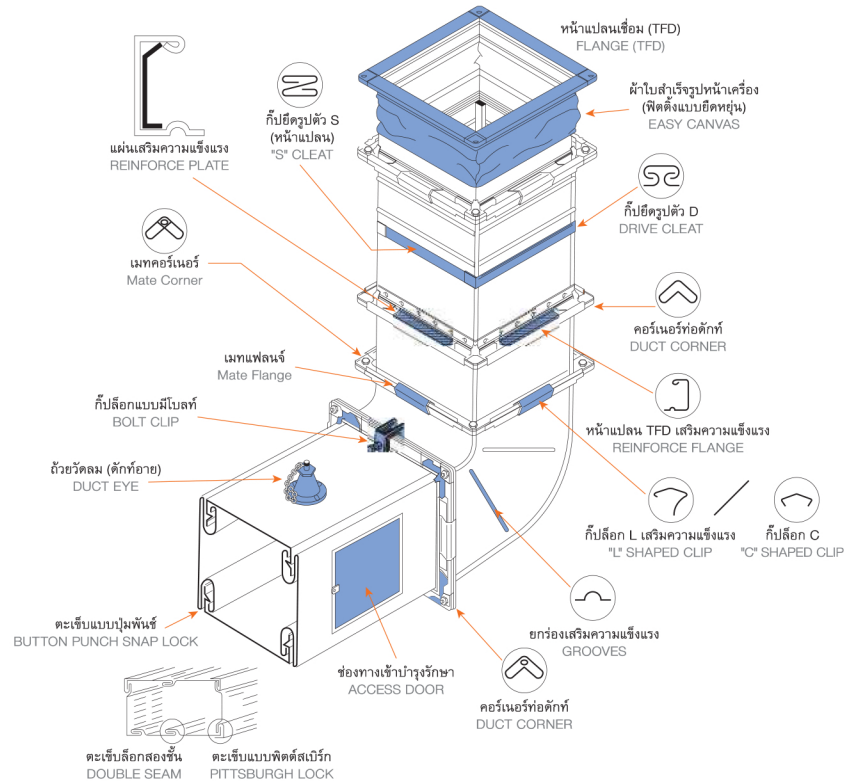 หน้าแปลนเชื่อม (TFD)
FLANGE (TFD)
ผ้าใบสำเร็จรูปหน้าเครื่อง
(ฟิตติ้งแบบยืดหยุ่น)
EASY CANVAS
กิ๊ปยึดรูปตัว S
(หน้าแปลน)
"S" CLEAT
แผ่นเสริมความแข็งแรง
REINFORCE PLATE
กิ๊ปยึดรูปตัว D
DRIVE CLEAT
เมทคอร์เนอร์
Mate Corner
คอร์เนอร์ท่อดักท์
DUCT CORNER
เมทแฟลนจ์
Mate Flange
กิ๊ปล็อกแบบมีโบลท์
BOLT CLIP
หน้าแปลน TFD เสริมความแข็งแรง
REINFORCE FLANGE
ถ้วยวัดลม (ดักท์อาย)
DUCT EYE
กิ๊ปล็อก L เสริมความแข็งแรง
"L" SHAPED CLIP
กิ๊ปล็อก C
"C" SHAPED CLIP
ตะเข็บแบบปุ่มพันช์
BUTTON PUNCH SNAP LOCK
ยกร่องเสริมความแข็งแรง
GROOVES
ช่องทางเข้าบำรุงรักษา
ACCESS DOOR
คอร์เนอร์ท่อดักท์
DUCT CORNER
ตะเข็บล็อกสองชั้น
DOUBLE SEAM
ตะเข็บแบบพิตต์สเบิร์ก
PITTSBURGH LOCK